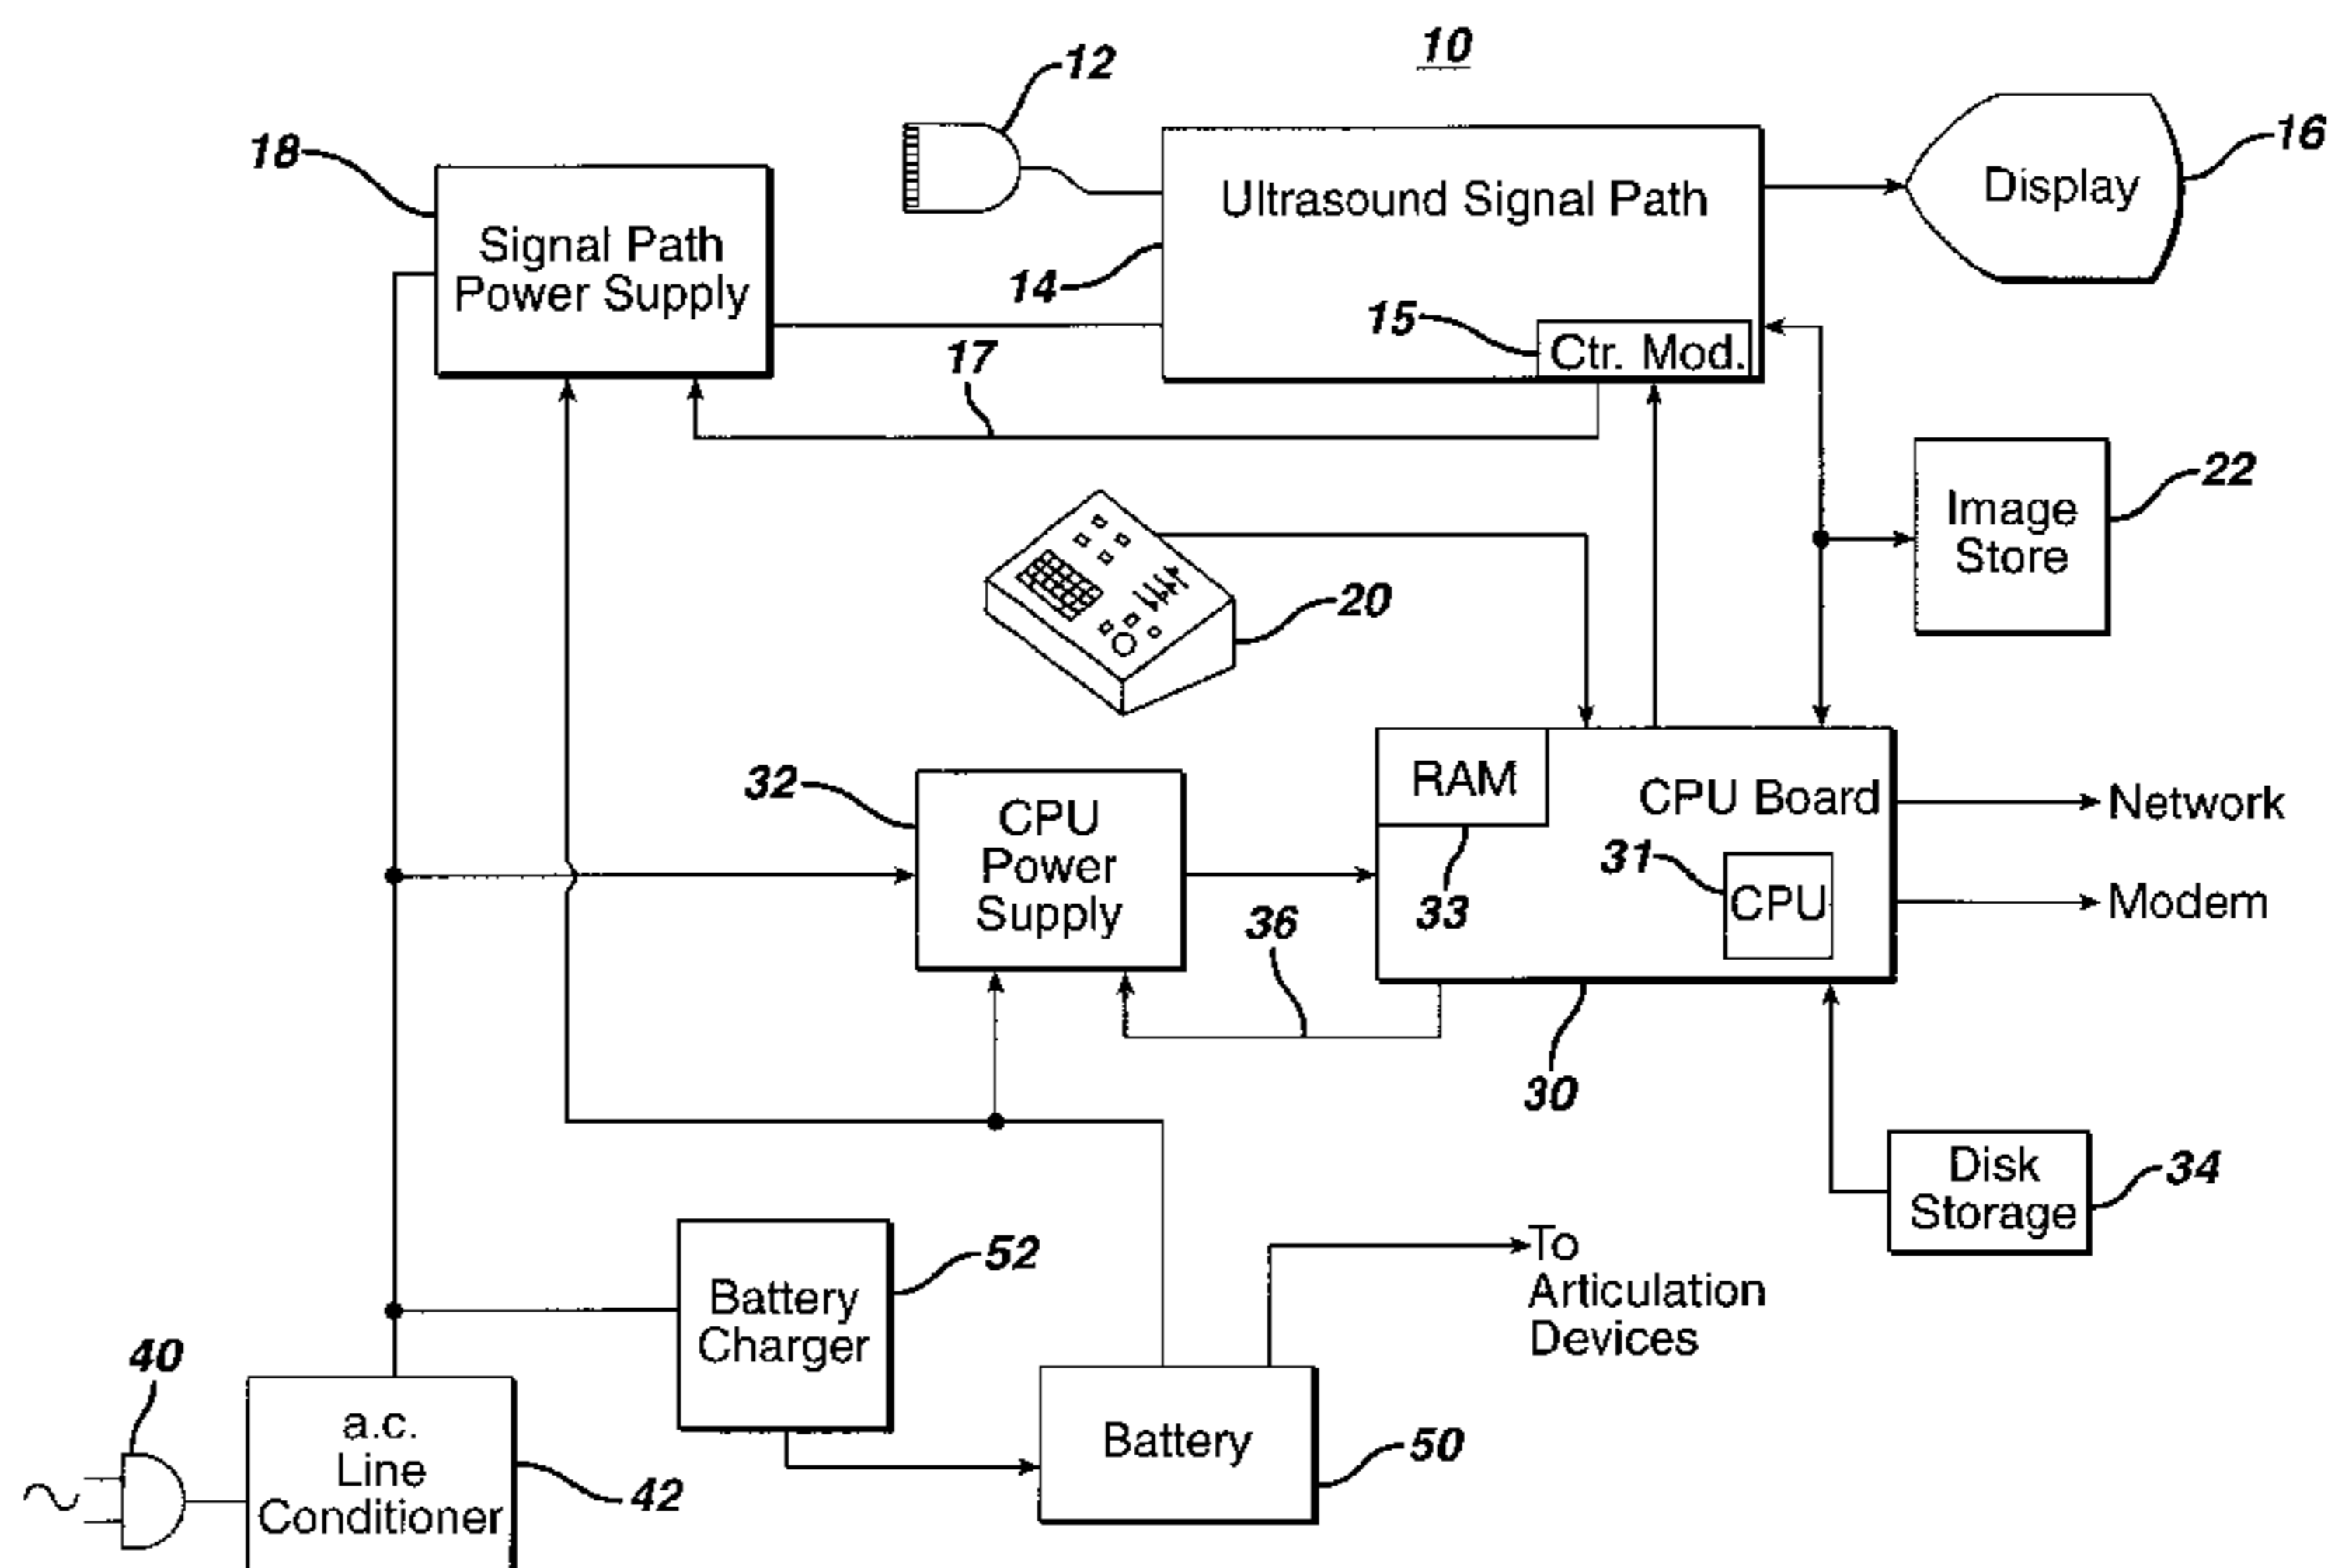 10
12
18
Ultrasound Signal Path
Display
16
Signal Path
Power Supply
14
15
Ctr. Mod.
17
Image
Store
22
20
32
CPU
Power
Supply
RAM
CPU Board
Network
31
CPU
33
Modem
36
30
Disk
Storage
34
52
Battery
Charger
To
Articulation
Devices
40
a.c.
Line
Conditioner
42
Battery
50